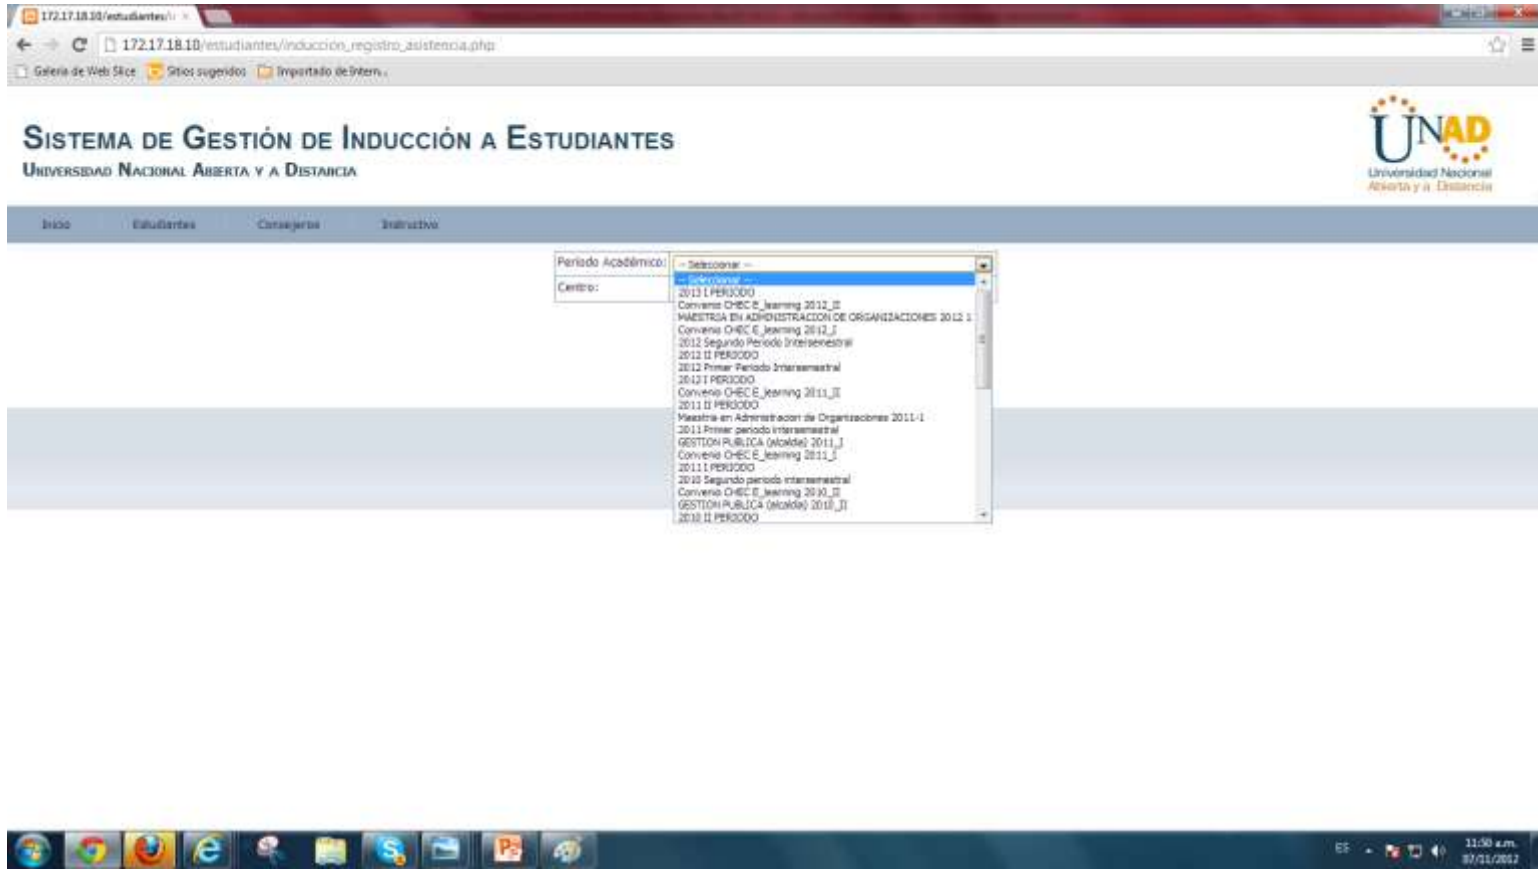 172.17.18.10/estudiantes/i
172.17.18.10/estudiantes/induccion_registro_asistencia.php
Galería de Web Slice
Sitios sugeridos
Importado de Intern...
SISTEMA DE GESTIÓN DE INDUCCIÓN A ESTUDIANTES
UNIVERSIDAD NACIONAL ABIERTA Y A DISTANCIA
UNAD
Universidad Nacional
Abierta y a Distancia
Inicio
Estudiantes
Consejeros
Instructivo
Periodo Académico:
-- Seleccionar --
Centro:
-- Seleccionar --
2013 I PERIODO
Convenio CHEC E_learning 2012_II
MAESTRIA EN ADMINISTRACION DE ORGANIZACIONES 2012 1
Convenio CHEC E_learning 2012_I
2012 Segundo Periodo Intersemestral
2012 II PERIODO
2012 Primer Periodo Intersemestral
2012 I PERIODO
Convenio CHEC E_learning 2011_II
2011 II PERIODO
Maestria en Administracion de Organizaciones 2011-1
2011 Primer periodo intersemestral
GESTION PUBLICA (alcaldia) 2011_I
Convenio CHEC E_learning 2011_I
2011 I PERIODO
2010 Segundo periodo intersemestral
Convenio CHEC E_learning 2010_II
GESTION PUBLICA (alcaldia) 2010_II
2010 II PERIODO
ES
11:50 a.m.
07/11/2012